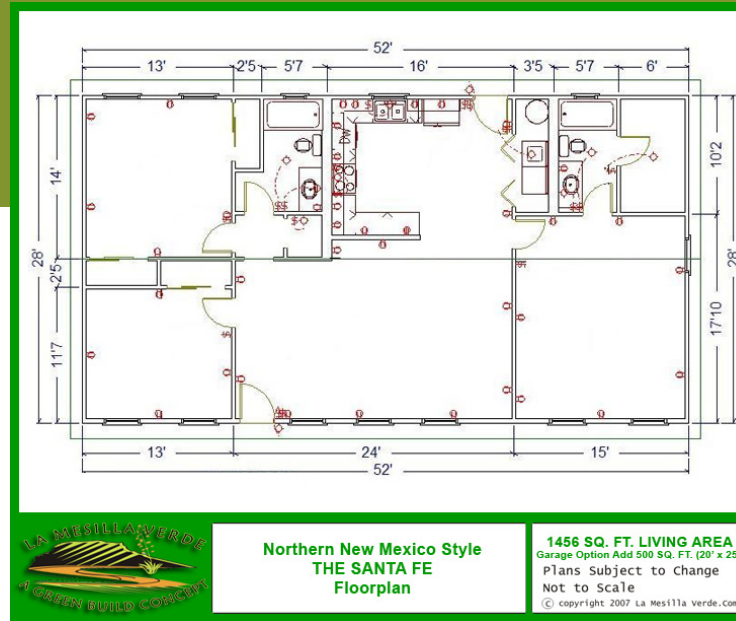 52'
13'
2'5
5'7
16'
3'5
5'7
6'
28'
14'
2'5
11'7
DW
10'2
17'10
28'
13'
24'
15'
52'
LA MESILLA VERDE
A GREEN BUILD CONCEPT
Northern New Mexico Style
THE SANTA FE
Floorplan
1456 SQ. FT. LIVING AREA
Garage Option Add 500 SQ. FT. (20' x 25
Plans Subject to Change
Not to Scale
© copyright 2007 La Mesilla Verde.Com